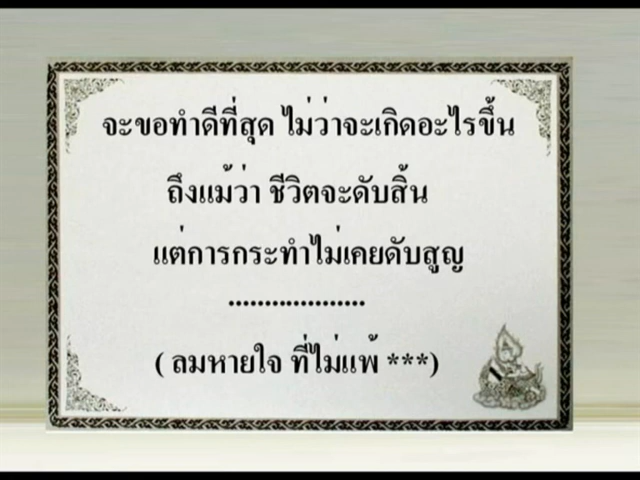 จะขอทำดีที่สุด ไม่ว่าจะเกิดอะไรขึ้น
ถึงแม้ว่า ชีวิตจะดับสิ้น
แต่การกระทำไม่เคยดับสูญ
...................
( ลมหายใจ ที่ไม่แพ้ ***)